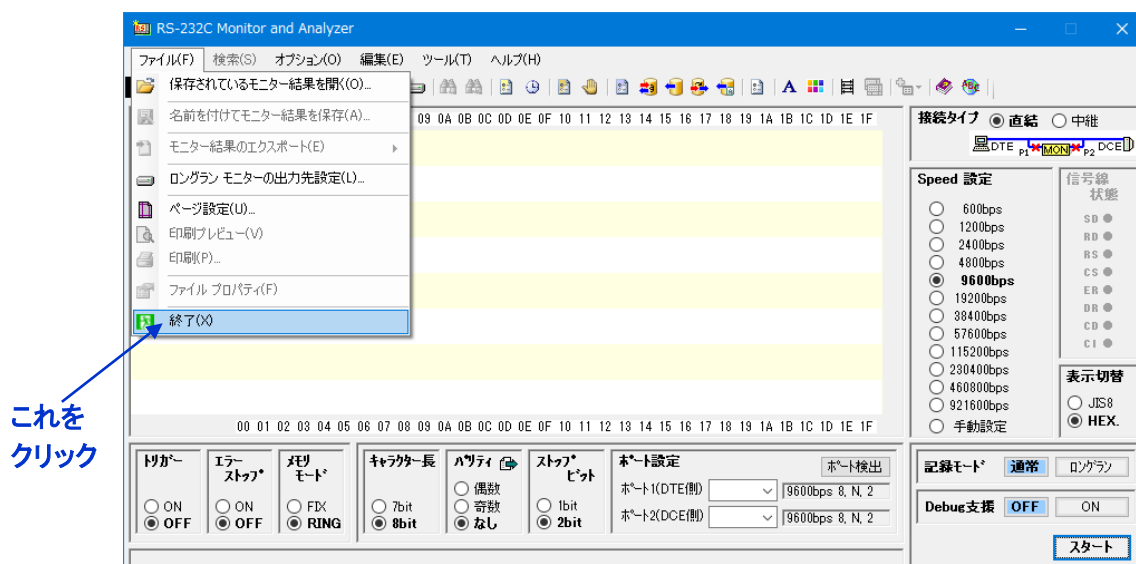 RS-232C Monitor and Analyzer
ファイル(F) 検索(S) オプション(O) 編集(E) ツール(T) ヘルプ(H)
保存されているモニター結果を開く(O)...
名前を付けてモニター結果を保存(A)...
モニター結果のエクスポート(E)
ロングラン モニターの出力先設定(L)...
ページ設定(U)...
印刷プレビュー(V)
印刷(P)...
ファイル プロパティ(F)
終了(X)
これを
クリック
09 0A 0B 0C 0D 0E 0F 10 11 12 13 14 15 16 17 18 19 1A 1B 1C 1D 1E 1F
00 01 02 03 04 05 06 07 08 09 0A 0B 0C 0D 0E 0F 10 11 12 13 14 15 16 17 18 19 1A 1B 1C 1D 1E 1F
接続タイプ 直結 中継
DTE P1 MON P2 DCE
Speed 設定
600bps
1200bps
2400bps
4800bps
9600bps
19200bps
38400bps
57600bps
115200bps
230400bps
460800bps
921600bps
手動設定
信号線
状態
SD
RD
RS
CS
ER
DR
CD
CI
表示切替
JIS8
HEX.
トリガー
ON
OFF
エラー
ストップ
ON
OFF
メモリ
モード
FIX
RING
キャラクター長
7bit
8bit
パリティ
偶数
奇数
なし
ストップ
ビット
1bit
2bit
ポート設定 ポート検出
ポート1(DTE側) 9600bps 8, N, 2
ポート2(DCE側) 9600bps 8, N, 2
記録モード 通常 ロングラン
Debug支援 OFF ON
スタート